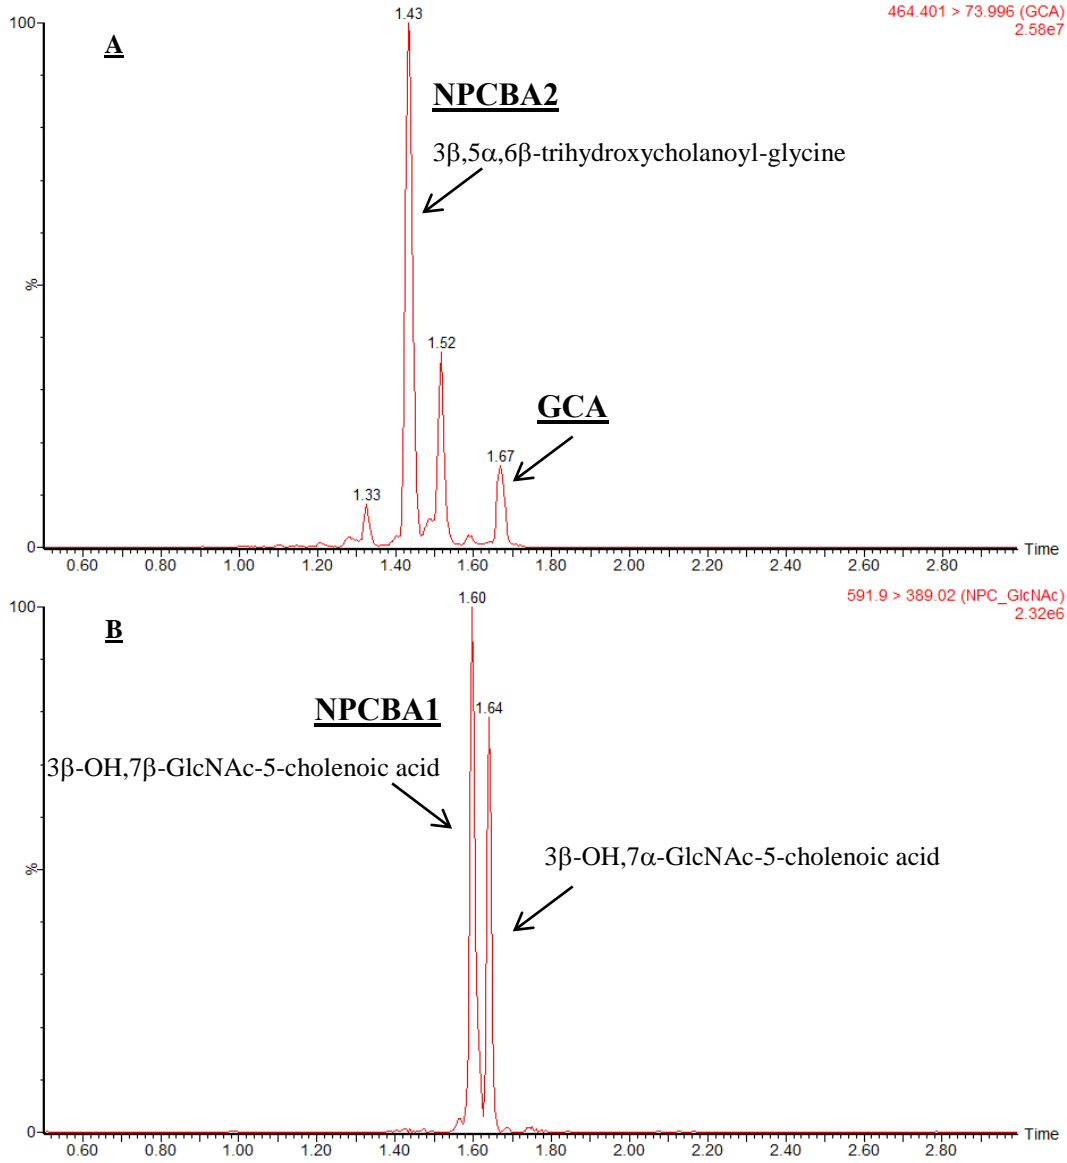 1.43
464.401 > 73.996 (GCA)
2.58e7
100
A
NPCBA2
3β,5α,6β-trihydroxycholanoyl-glycine
%
1.52
GCA
1.67
1.33
0
0.60 0.80 1.00 1.20 1.40 1.60 1.80 2.00 2.20 2.40 2.60 2.80 Time
1.60
591.9 > 389.02 (NPC_GlcNAc)
2.32e6
100
B
NPCBA1
1.64
3β-OH,7β-GlcNAc-5-cholenoic acid
3β-OH,7α-GlcNAc-5-cholenoic acid
%
0
0.60 0.80 1.00 1.20 1.40 1.60 1.80 2.00 2.20 2.40 2.60 2.80 Time